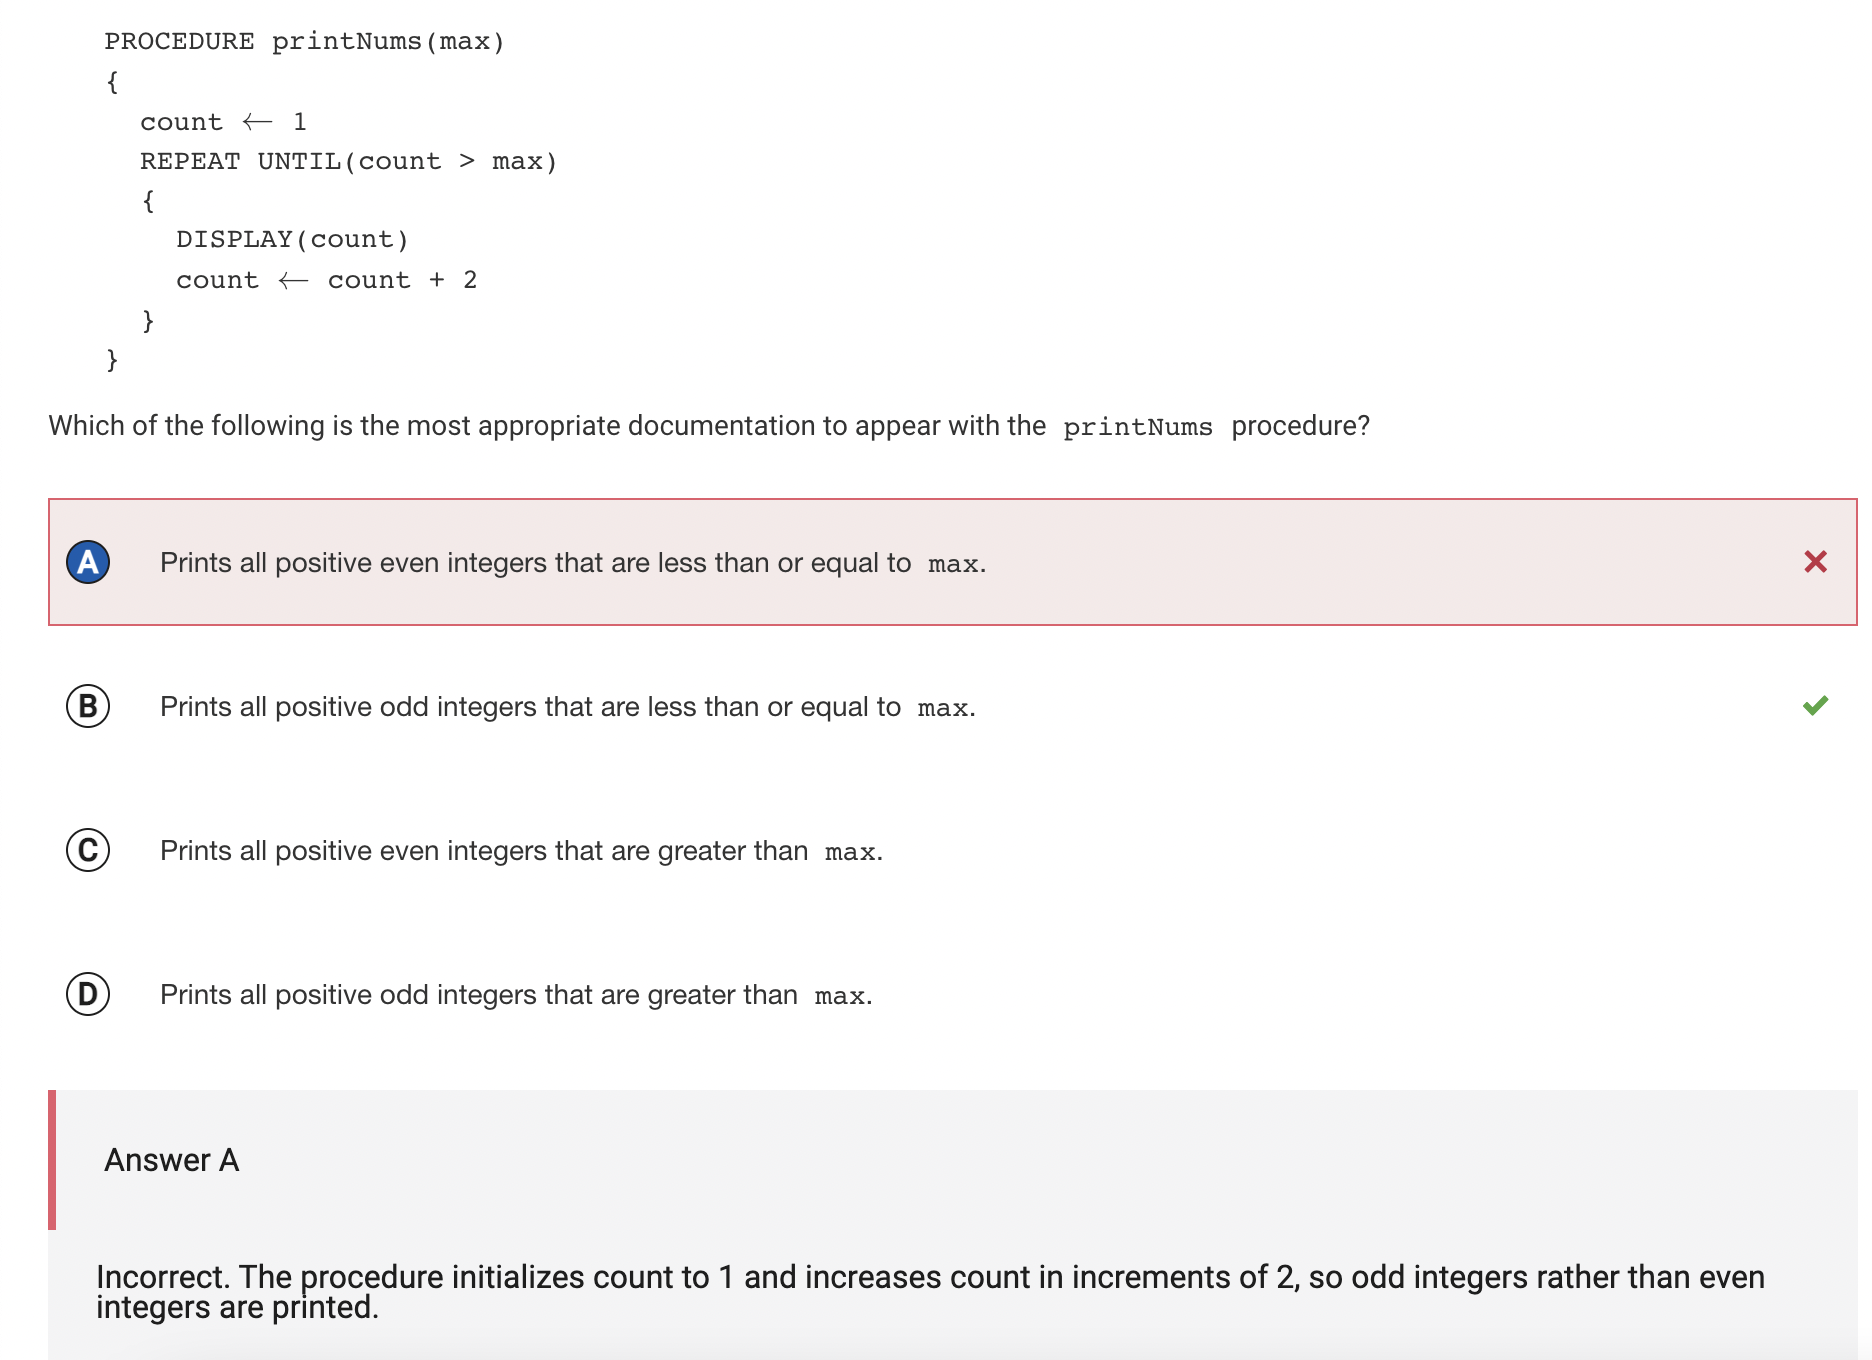 PROCEDURE printNums(max)
{
count ← 1
REPEAT UNTIL(count > max)
{
DISPLAY(count)
count ← count + 2
}
}
Which of the following is the most appropriate documentation to appear with the printNums procedure?
A Prints all positive even integers that are less than or equal to max.
B Prints all positive odd integers that are less than or equal to max.
C Prints all positive even integers that are greater than max.
D Prints all positive odd integers that are greater than max.
Answer A
Incorrect. The procedure initializes count to 1 and increases count in increments of 2, so odd integers rather than even
integers are printed.